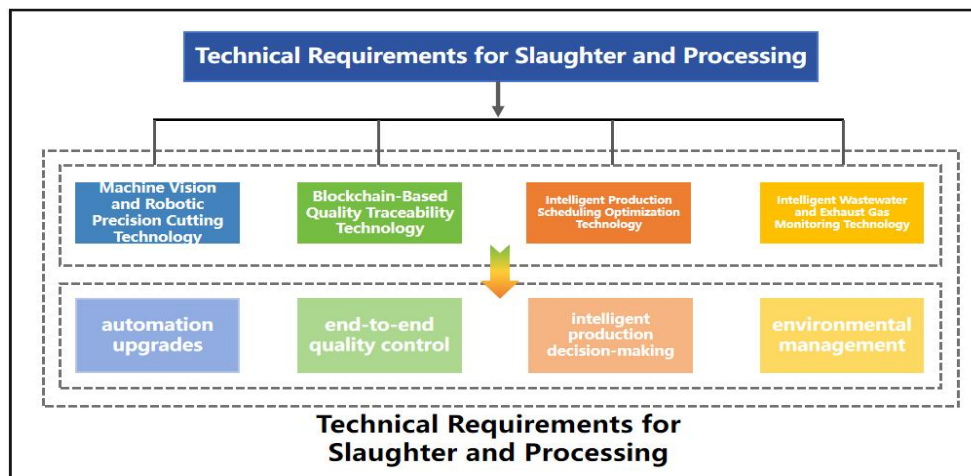 Technical Requirements for Slaughter and Processing
Machine Vision
and Robotic
Precision Cutting
Technology
Blockchain-Based
Quality Traceability
Technology
Intelligent Production
Scheduling Optimization
Technology
Intelligent Wastewater
and Exhaust Gas
Monitoring Technology
automation
upgrades
end-to-end
quality control
intelligent
production
decision-making
environmental
management
Technical Requirements for
Slaughter and Processing